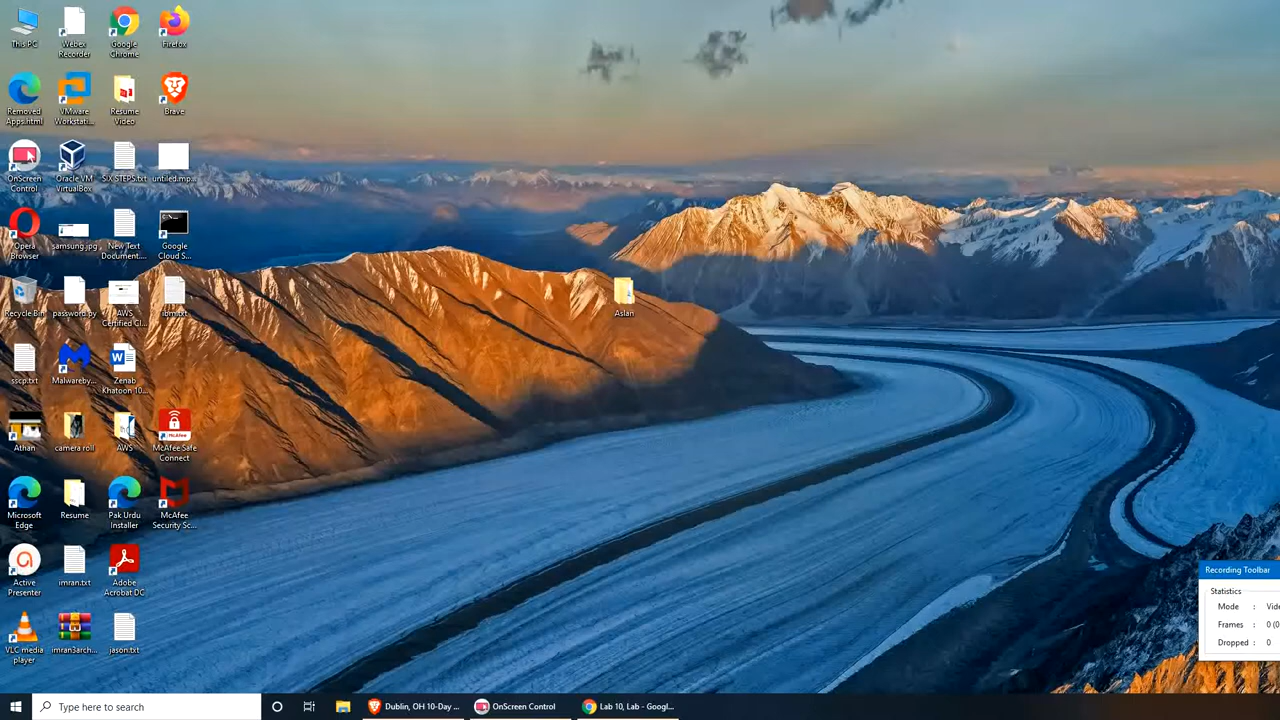 This PC
Webex
Recorder
Google
Chrome
Firefox
Removed
Apps.html
VMware
Workstati...
Resume
Video
Brave
OnScreen
Control
Oracle VM
VirtualBox
SIX STEPS.txt
untiled.mp...
Opera
Browser
samsung.jpg
New Text
Document....
Google
Cloud S...
Recycle Bin
password.py
AWS
Certified Cl...
ibm.txt
Aslan
sscp.txt
Malwareby...
Zenab
Khatoon 10...
Athan
camera roll
AWS
McAfee Safe
Connect
Microsoft
Edge
Resume
Pak Urdu
Installer
McAfee
Security Sc...
Active
Presenter
imran.txt
Adobe
Acrobat DC
VLC media
player
imran3arch...
jason.txt
Recording Toolbar
Statistics
Mode :
Frames : 0 (0
Dropped : 0
Type here to search
Dublin, OH 10-Day ...
OnScreen Control
Lab 10, Lab - Googl...